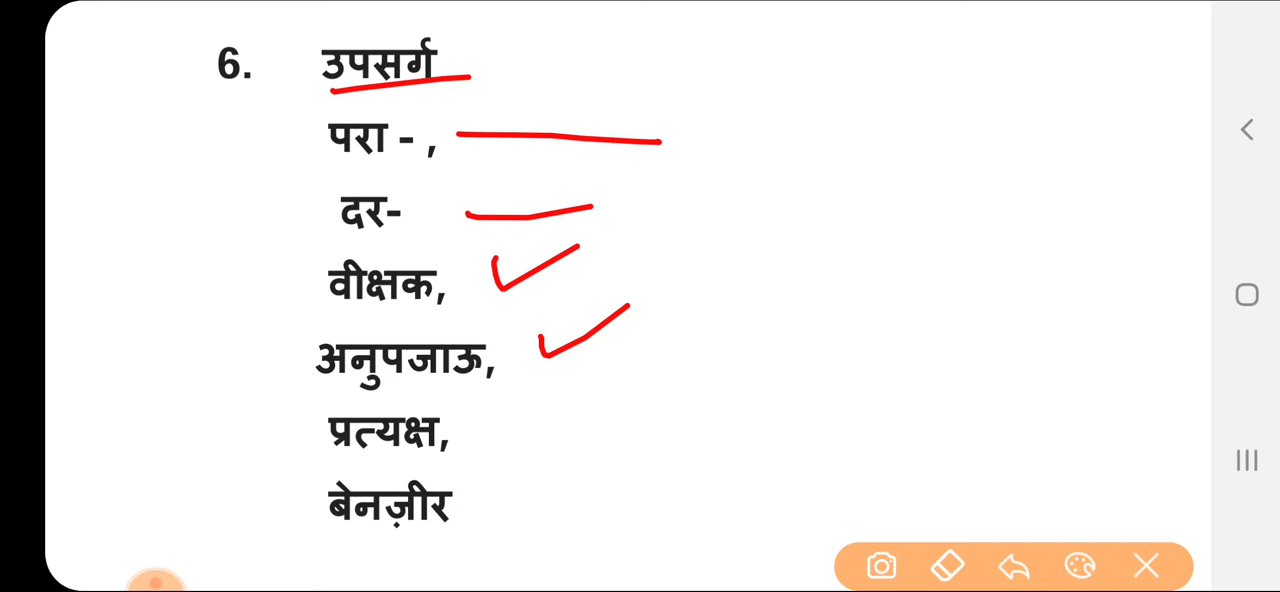 6. उपसर्ग
परा - ,
दर-
वीक्षक,
अनुपजाऊ,
प्रत्यक्ष,
बेनज़ीर